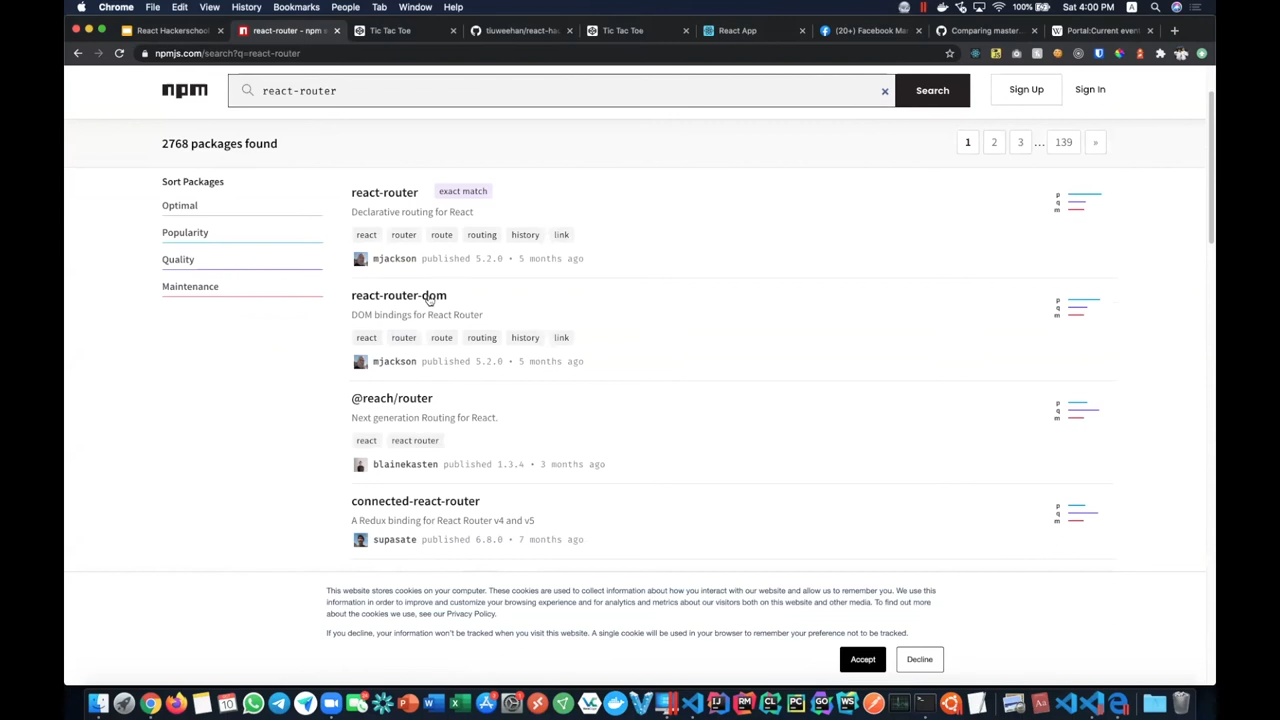 Chrome File Edit View History Bookmarks People Tab Window Help 100% A Sat 4:00 PM
React Hackerschool react-router - npm s Tic Tac Toe tiuweehan/react-ha Tic Tac Toe React App (20+) Facebook Mar Comparing master. Portal:Current even
npmjs.com/search?q=react-router
npm react-router Search Sign Up Sign In
2768 packages found 1 2 3 ... 139 »
Sort Packages
Optimal
Popularity
Quality
Maintenance
react-router exact match
Declarative routing for React
react router route routing history link
mjackson published 5.2.0 • 5 months ago
p
q
m
react-router-dom
DOM bindings for React Router
react router route routing history link
mjackson published 5.2.0 • 5 months ago
p
q
m
@reach/router
Next generation Routing for React.
react react router
blainekasten published 1.3.4 • 3 months ago
p
q
m
connected-react-router
A Redux binding for React Router v4 and v5
supasate published 6.8.0 • 7 months ago
p
q
m
This website stores cookies on your computer. These cookies are used to collect information about how you interact with our website and allow us to remember you. We use this
information in order to improve and customize your browsing experience and for analytics and metrics about our visitors both on this website and other media. To find out more
about the cookies we use, see our Privacy Policy.
If you decline, your information won't be tracked when you visit this website. A single cookie will be used in your browser to remember your preference not to be tracked.
Accept Decline